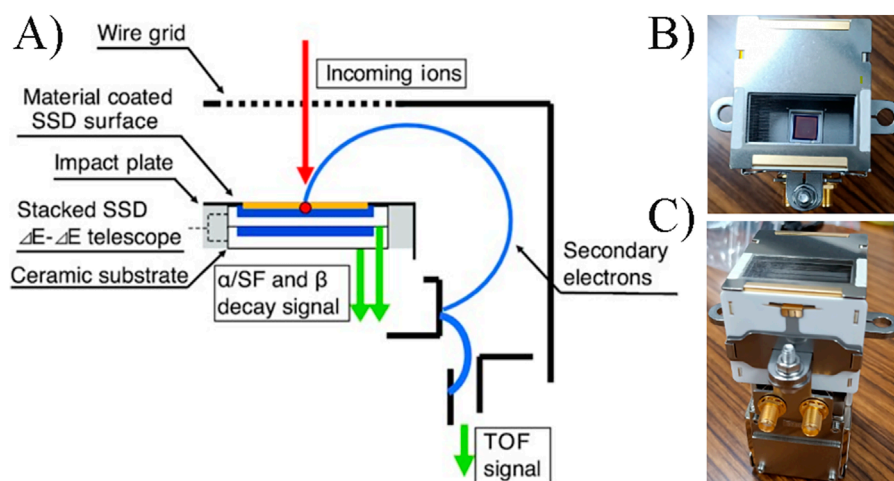 A)
Wire grid
Incoming ions
Material coated
SSD surface
Impact plate
Stacked SSD
⊿E-⊿E telescope
Ceramic substrate
α/SF and β
decay signal
Secondary
electrons
TOF
signal
B)
C)